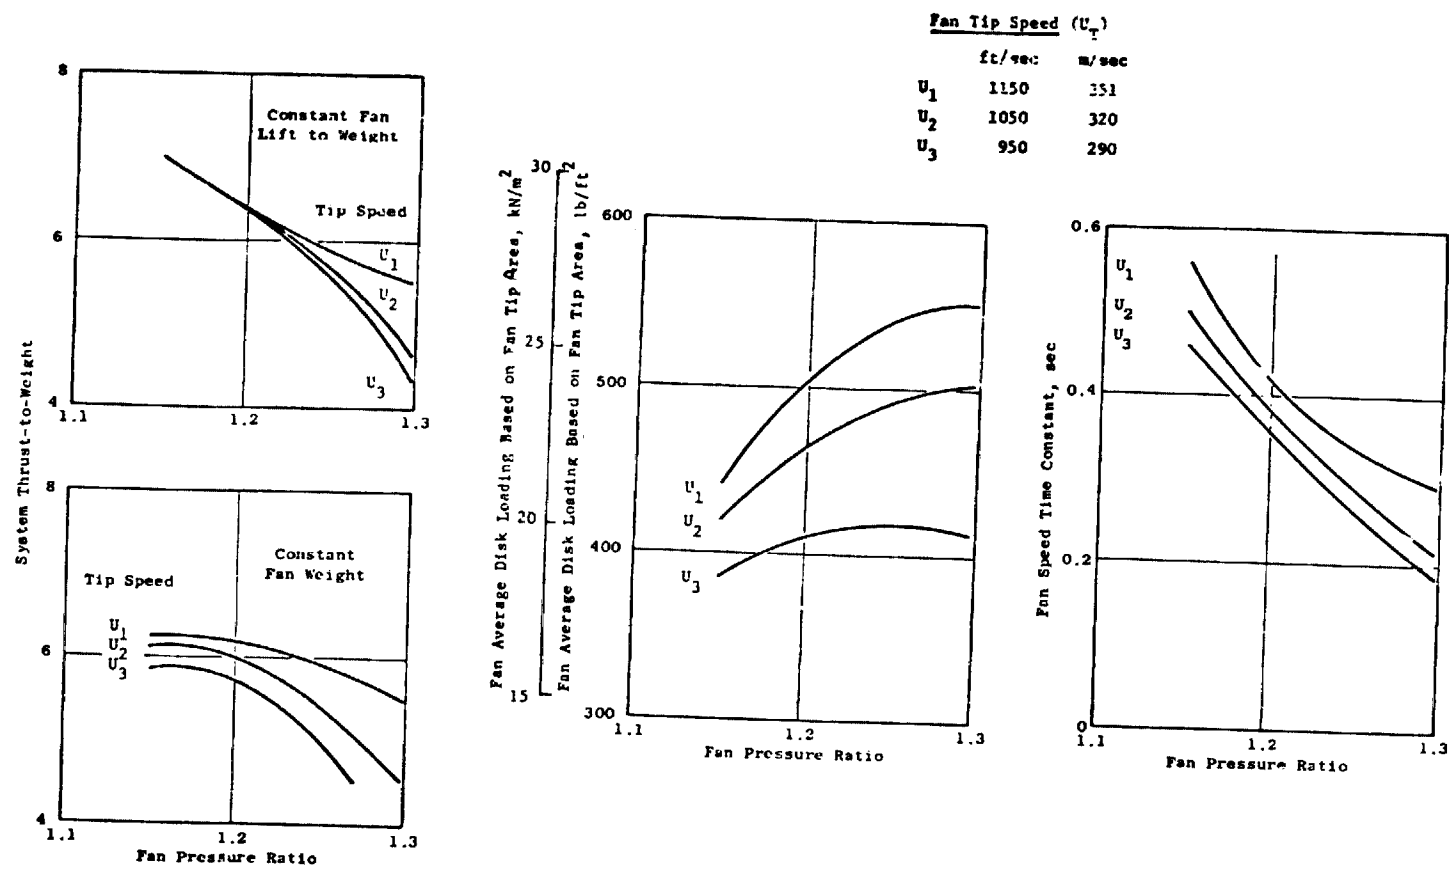 Fan Tip Speed (U_T)
ft/sec m/sec
U1 1150 351
U2 1050 320
U3 950 290
8
Constant Fan
Lift to Weight
Tip Speed
6
U1
U2
U3
4
1.1 1.2 1.3
System Thrust-to-Weight
8
Constant
Fan Weight
Tip Speed
U1
6
U2
U3
4
1.1 1.2 1.3
Fan Pressure Ratio
Fan Average Disk Loading Based on Fan Tip Area, kN/m2
30
25
20
15
Fan Average Disk Loading Based on Fan Tip Area, lb/ft2
600
500
400
300
U1
U2
U3
1.1 1.2 1.3
Fan Pressure Ratio
Fan Speed Time Constant, sec
0.6
0.4
0.2
0
U1
U2
U3
1.1 1.2 1.3
Fan Pressure Ratio